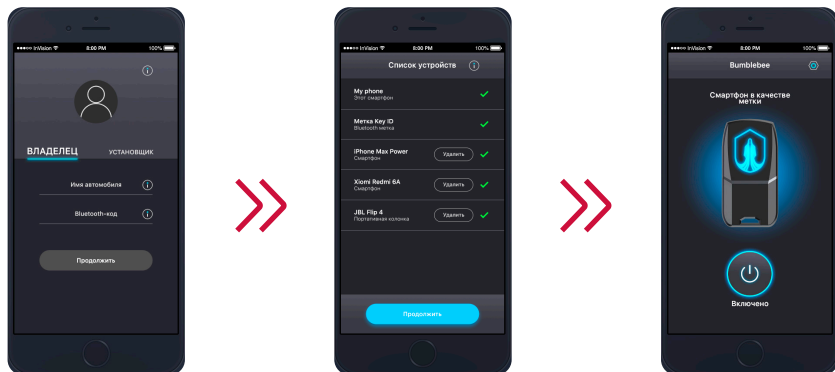 InVision 8:00 PM 100%
ВЛАДЕЛЕЦ УСТАНОВЩИК
Имя автомобиля
Bluetooth-код
Продолжить
InVision 8:00 PM 100%
Список устройств
My phone
Этот смартфон
Метка Key ID
Bluetooth метка
IPhone Max Power
Смартфон
Удалить
Xiomi Redmi 6A
Смартфон
Удалить
JBL Flip 4
Портативная колонка
Удалить
Продолжить
InVision 8:00 PM 100%
Bumblebee
Смартфон в качестве
метки
Включено